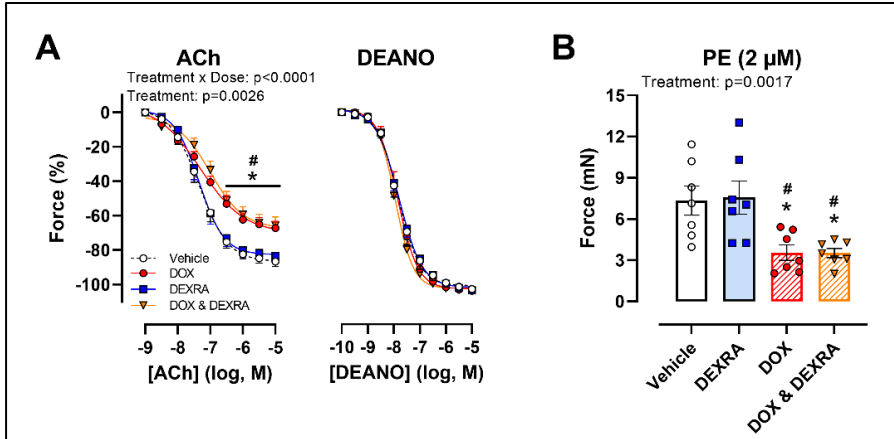 A
ACh
Treatment x Dose: p<0.0001
Treatment: p=0.0026
0
-20
-40
-60
-80
-100
Force (%)
#
*
Vehicle
DOX
DEXRA
DOX & DEXRA
-9 -8 -7 -6 -5
[ACh] (log, M)
DEANO
-10 -9 -8 -7 -6 -5
[DEANO] (log, M)
B
PE (2 µM)
Treatment: p=0.0017
15
12
9
6
3
0
Force (mN)
# #
* *
Vehicle
DEXRA
DOX
DOX & DEXRA